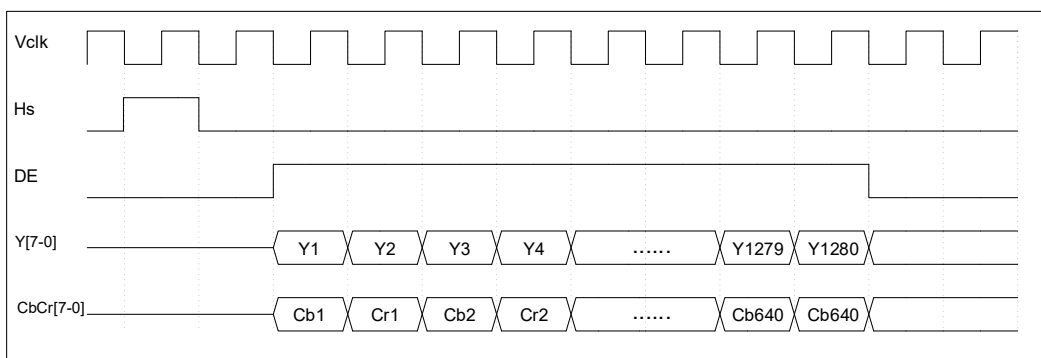 Vclk
Hs
DE
Y[7-0] Y1 Y2 Y3 Y4 ...... Y1279 Y1280
CbCr[7-0] Cb1 Cr1 Cb2 Cr2 ...... Cb640 Cb640